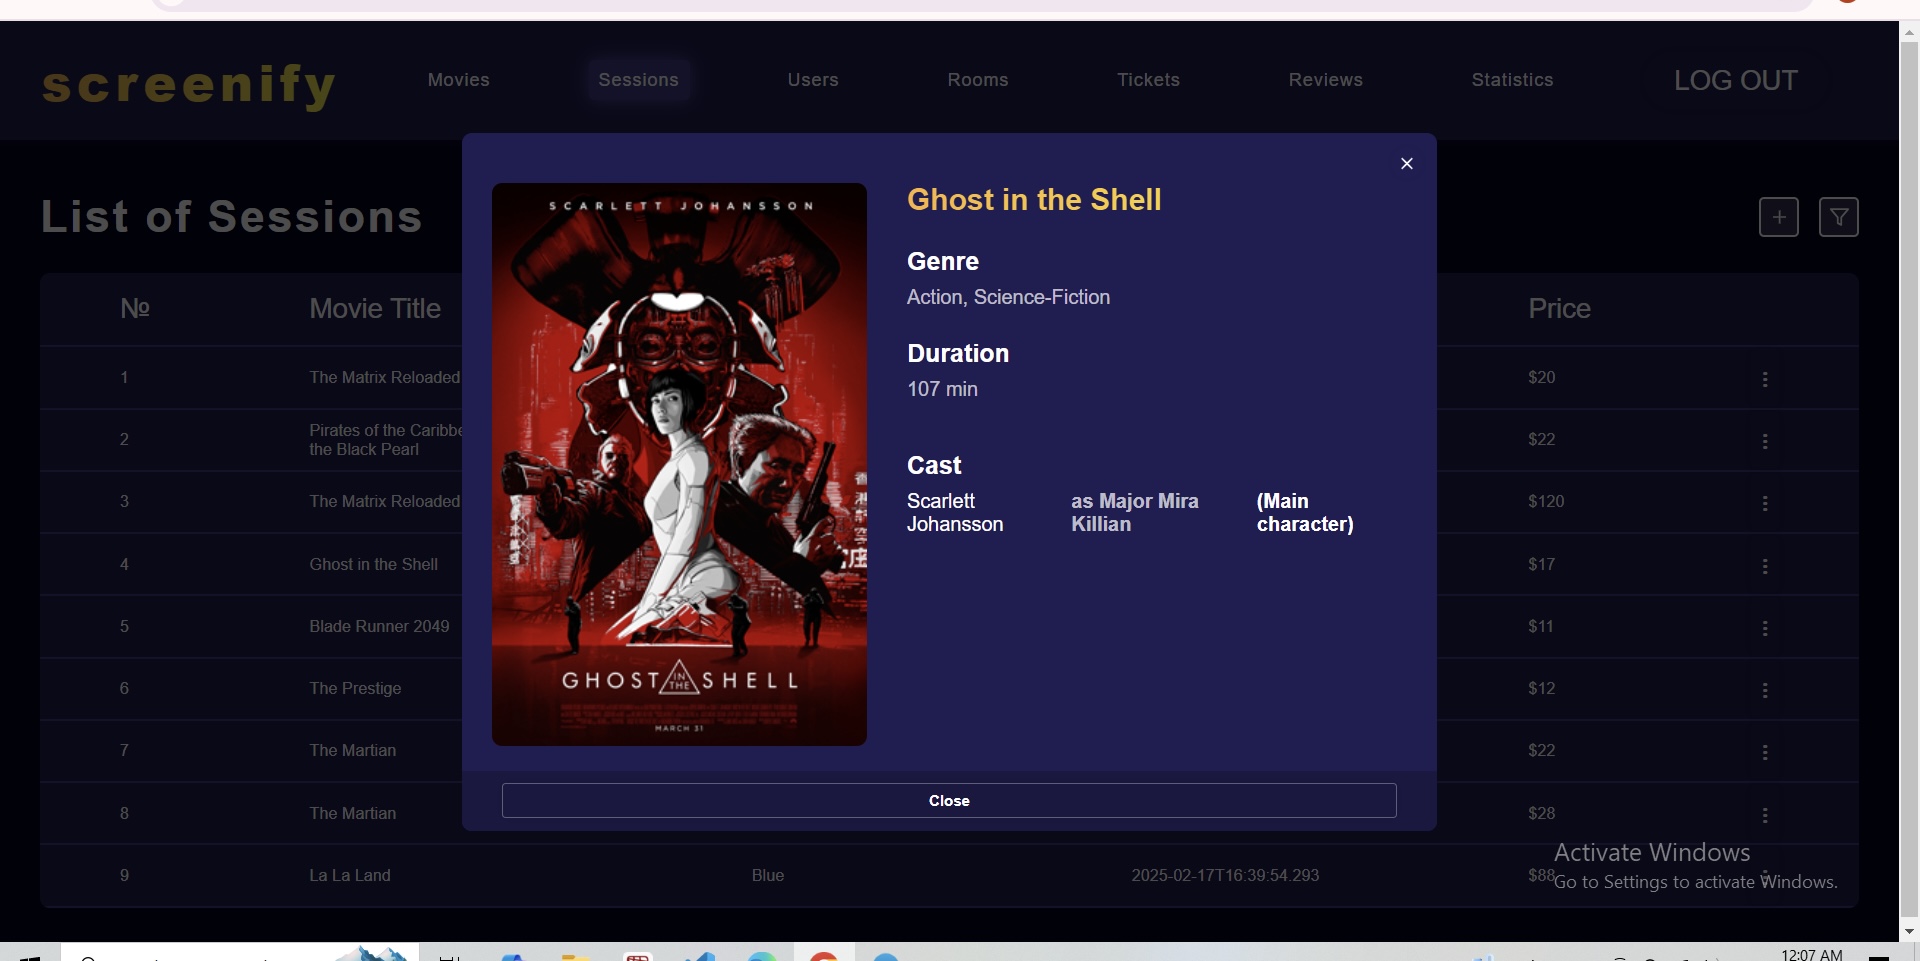 screenify
Movies
Sessions
Users
Rooms
Tickets
Reviews
Statistics
LOG OUT
List of Sessions
№
Movie Title
Price
1
The Matrix Reloaded
$20
2
Pirates of the Caribbe
the Black Pearl
$22
3
The Matrix Reloaded
$120
4
Ghost in the Shell
$17
5
Blade Runner 2049
$11
6
The Prestige
$12
7
The Martian
$22
8
The Martian
$28
9
La La Land
Blue
2025-02-17T16:39:54.293
$88
SCARLETT JOHANSSON
GHOST IN THE SHELL
MARCH 31
Ghost in the Shell
Genre
Action, Science-Fiction
Duration
107 min
Cast
Scarlett
Johansson
as Major Mira
Killian
(Main
character)
Close
Activate Windows
Go to Settings to activate Windows.
12:07 AM